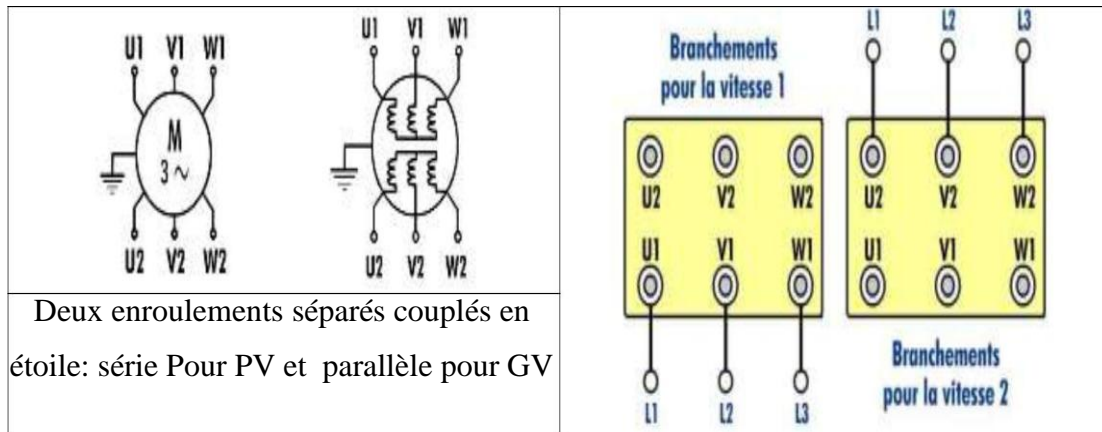 U1 V1 W1
M
3 ~
U2 V2 W2
U1 V1 W1
U2 V2 W2
Deux enroulements séparés couplés en
étoile: série Pour PV et parallèle pour GV
Branchements
pour la vitesse 1
U2 V2 W2
U1 V1 W1
L1 L2 L3
L1 L2 L3
U2 V2 W2
U1 V1 W1
Branchements
pour la vitesse 2